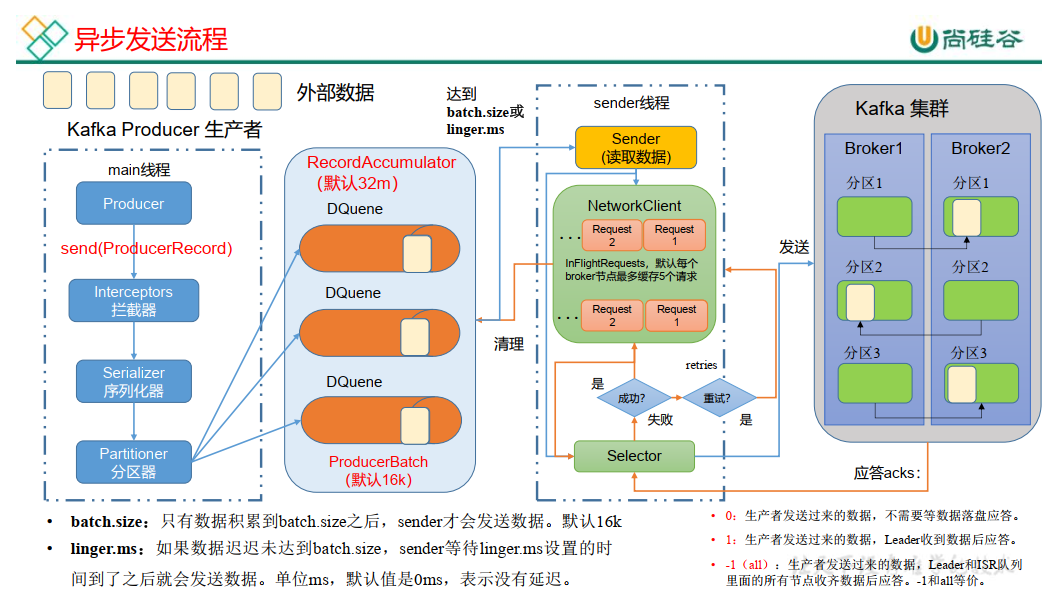 异步发送流程
尚硅谷
外部数据
Kafka Producer 生产者
main线程
Producer
send(ProducerRecord)
Interceptors
拦截器
Serializer
序列化器
Partitioner
分区器
RecordAccumulator
(默认32m)
DQuene
DQuene
DQuene
ProducerBatch
(默认16k)
达到
batch.size或
linger.ms
清理
sender线程
Sender
(读取数据)
NetworkClient
... Request 2 Request 1
InFlightRequests，默认每个
broker节点最多缓存5个请求
... Request 2 Request 1
是
成功?
失败
retries
重试?
是
Selector
发送
Kafka 集群
Broker1
Broker2
分区1
分区1
分区2
分区2
分区3
分区3
应答acks：
• batch.size：只有数据积累到batch.size之后，sender才会发送数据。默认16k
• linger.ms：如果数据迟迟未达到batch.size，sender等待linger.ms设置的时
间到了之后就会发送数据。单位ms，默认值是0ms，表示没有延迟。
• 0：生产者发送过来的数据，不需要等数据落盘应答。
• 1：生产者发送过来的数据，Leader收到数据后应答。
• -1（all）：生产者发送过来的数据，Leader和ISR队列
里面的所有节点收齐数据后应答。-1和all等价。